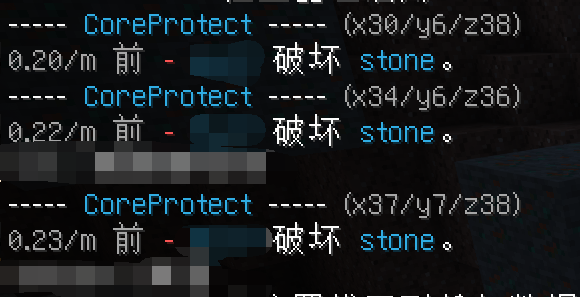 ----- CoreProtect ----- (x30/y6/z38)
0.20/m 前 - 破坏 stone。
----- CoreProtect ----- (x34/y6/z36)
0.22/m 前 - 破坏 stone。
----- CoreProtect ----- (x37/y7/z38)
0.23/m 前 - 破坏 stone。